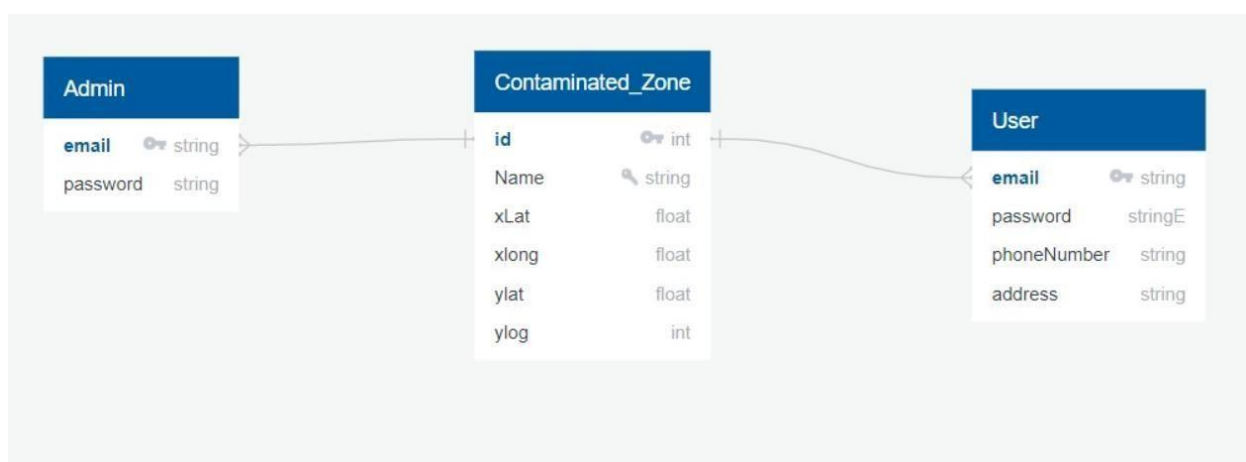 Admin
email string
password string
Contaminated_Zone
id int
Name string
xLat float
xlong float
ylat float
ylog int
User
email string
password stringE
phoneNumber string
address string